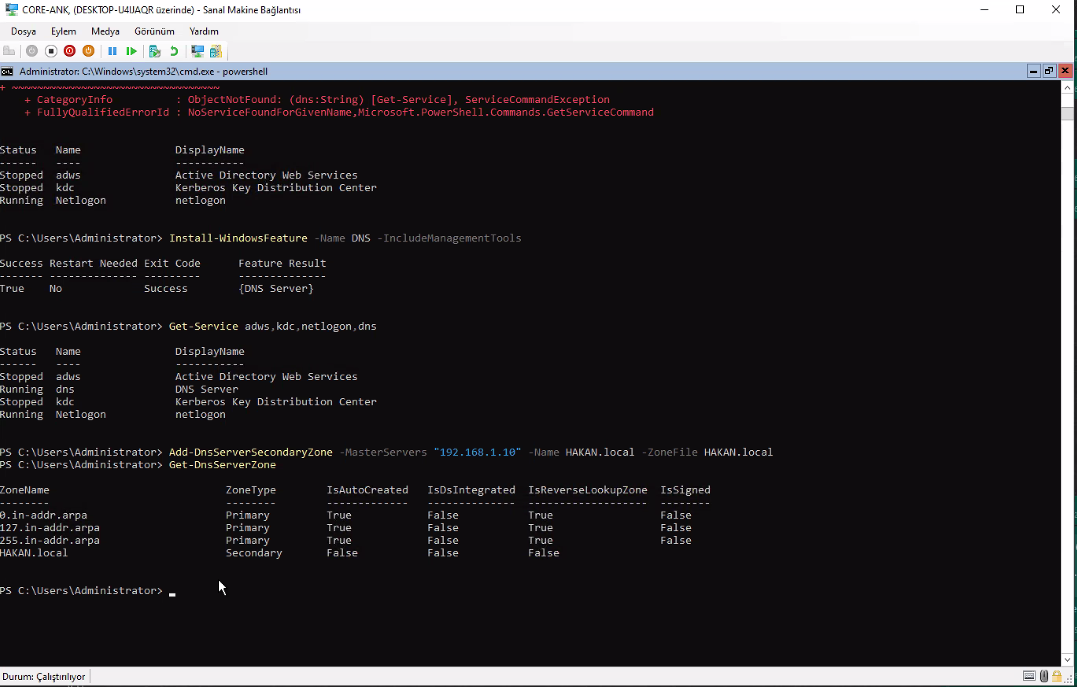 CORE-ANK, (DESKTOP-U4UAQR üzerinde) - Sanal Makine Bağlantısı
Dosya Eylem Medya Görünüm Yardım
Administrator: C:\Windows\system32\cmd.exe - powershell
+ ~~~~~~~~~~~~~~~~~~~~~~~~~~~~~~~~~
+ CategoryInfo : ObjectNotFound: (dns:String) [Get-Service], ServiceCommandException
+ FullyQualifiedErrorId : NoServiceFoundForGivenName,Microsoft.PowerShell.Commands.GetServiceCommand
Status Name DisplayName
------ ---- -----------
Stopped adws Active Directory Web Services
Stopped kdc Kerberos Key Distribution Center
Running Netlogon netlogon
PS C:\Users\Administrator> Install-WindowsFeature -Name DNS -IncludeManagementTools
Success Restart Needed Exit Code Feature Result
------- -------------- --------- --------------
True No Success {DNS Server}
PS C:\Users\Administrator> Get-Service adws,kdc,netlogon,dns
Status Name DisplayName
------ ---- -----------
Stopped adws Active Directory Web Services
Running dns DNS Server
Stopped kdc Kerberos Key Distribution Center
Running Netlogon netlogon
PS C:\Users\Administrator> Add-DnsServerSecondaryZone -MasterServers "192.168.1.10" -Name HAKAN.local -ZoneFile HAKAN.local
PS C:\Users\Administrator> Get-DnsServerZone
ZoneName ZoneType IsAutoCreated IsDsIntegrated IsReverseLookupZone IsSigned
-------- -------- ------------- -------------- ------------------- --------
0.in-addr.arpa Primary True False True False
127.in-addr.arpa Primary True False True False
255.in-addr.arpa Primary True False True False
HAKAN.local Secondary False False False
PS C:\Users\Administrator> _
Durum: Çalıştırılıyor